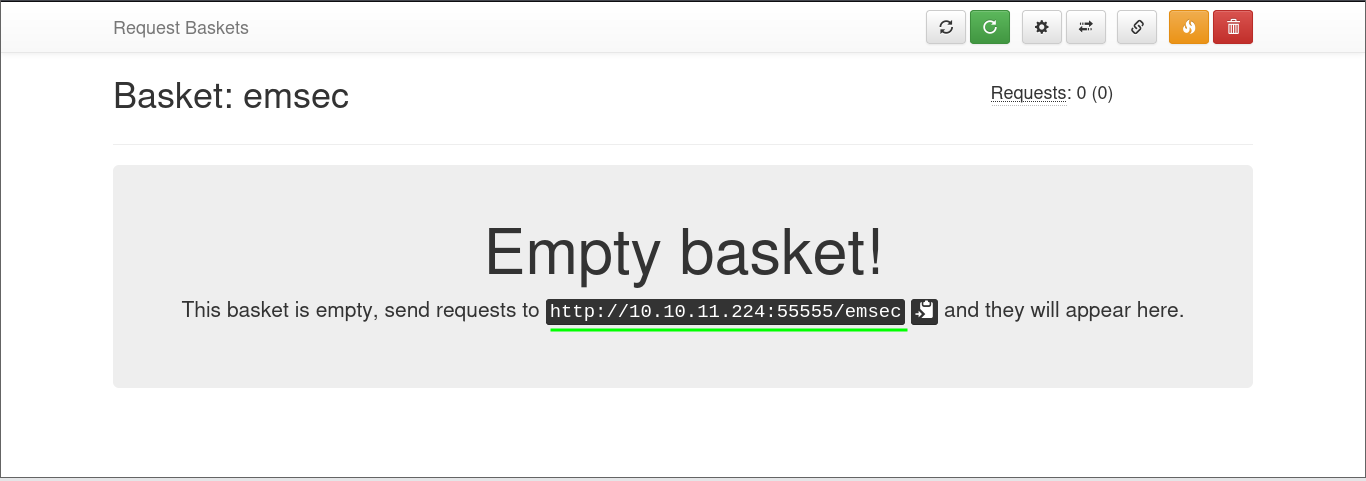 Request Baskets
Basket: emsec
Requests: 0 (0)
Empty basket!
This basket is empty, send requests to http://10.10.11.224:55555/emsec and they will appear here.